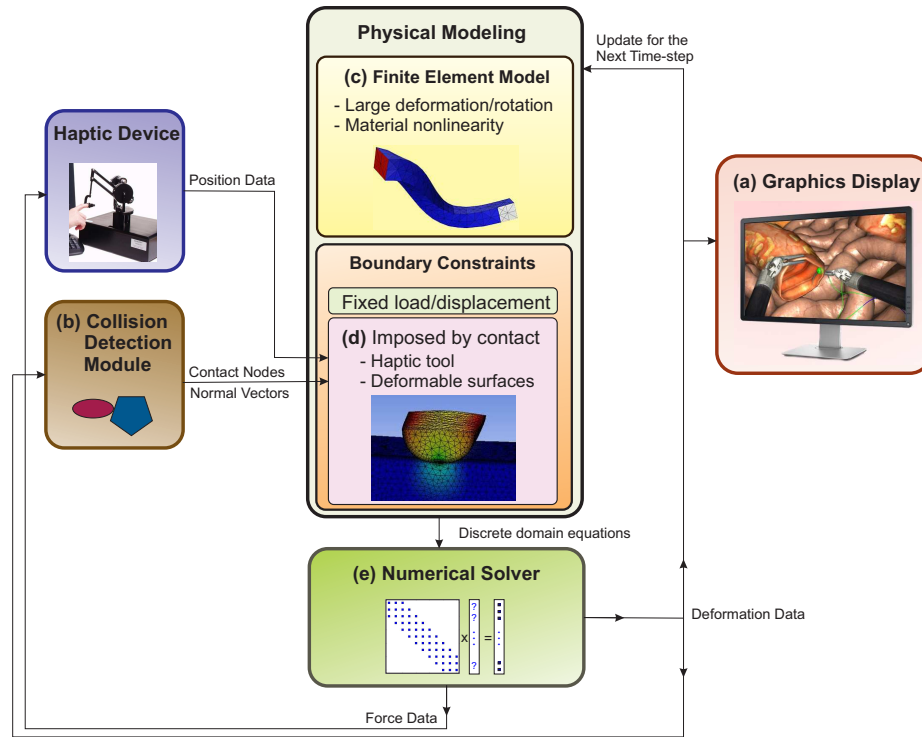 Physical Modeling
(c) Finite Element Model
- Large deformation/rotation
- Material nonlinearity
Update for the
Next Time-step
Haptic Device
Position Data
(a) Graphics Display
Boundary Constraints
Fixed load/displacement
(d) Imposed by contact
- Haptic tool
- Deformable surfaces
(b) Collision
Detection
Module
Contact Nodes
Normal Vectors
Discrete domain equations
(e) Numerical Solver
?
?
x
=
?
Deformation Data
Force Data